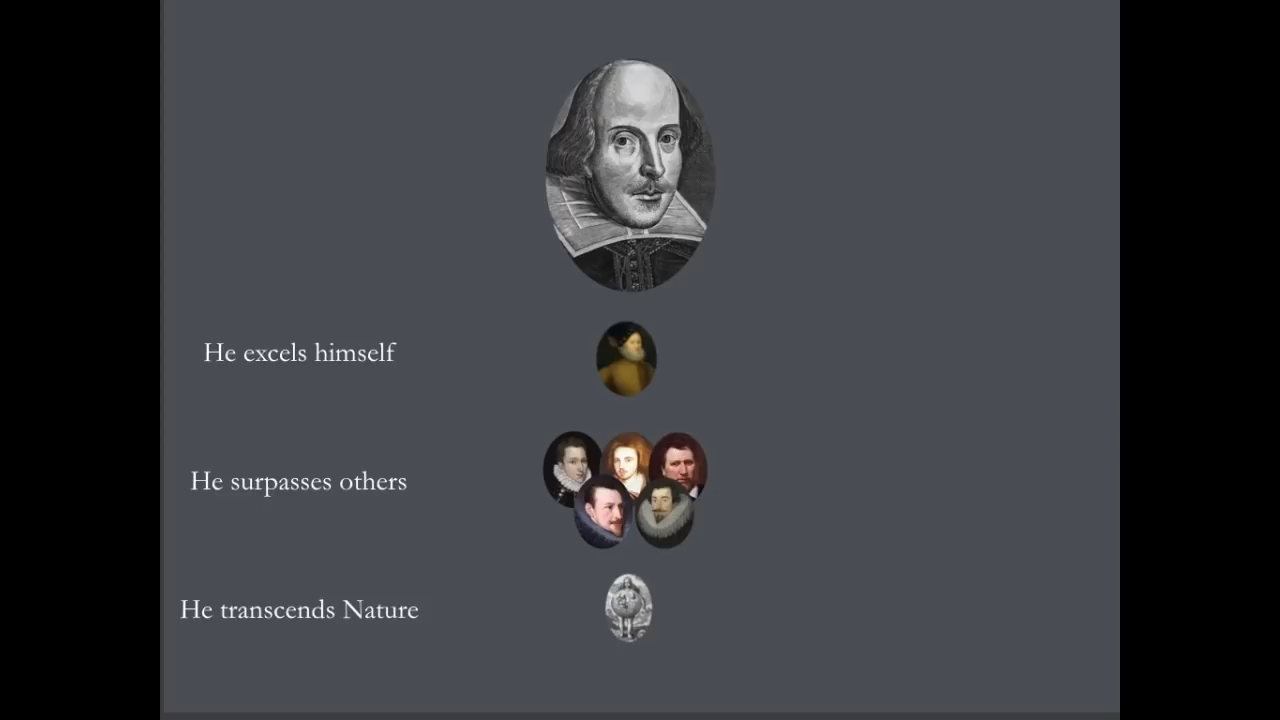 He excels himself
He surpasses others
He transcends Nature